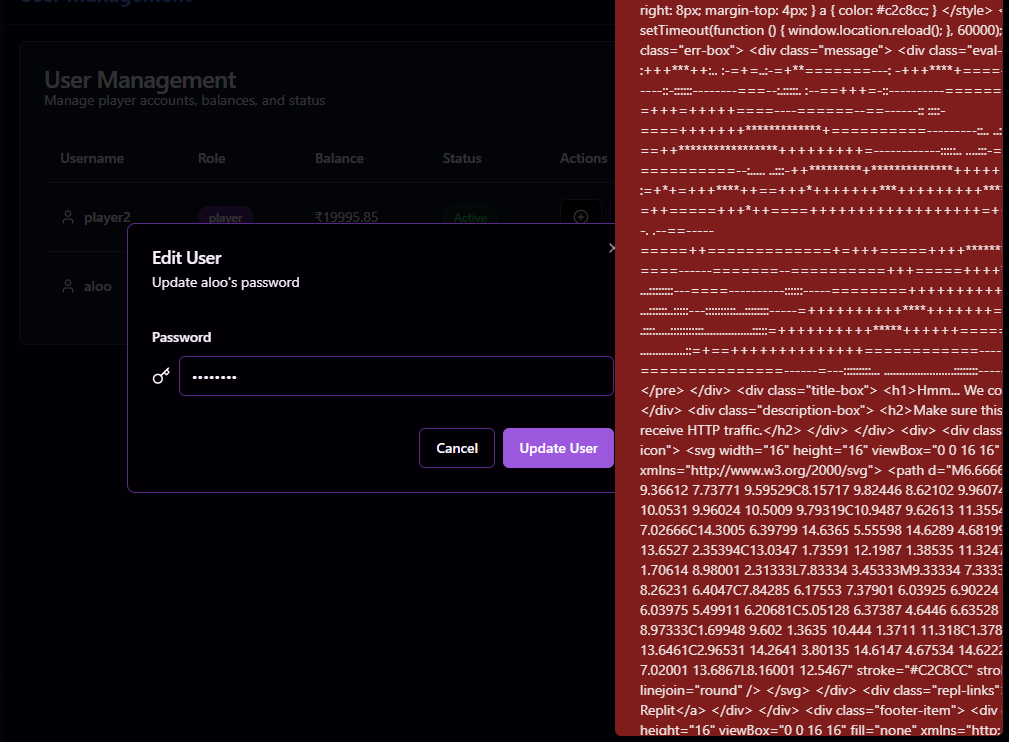 User Management
User Management
Manage player accounts, balances, and status
Username Role Balance Status Actions
player2 player ₹19995.85 Active
aloo
Edit User
Update aloo's password
Password
••••••••
Cancel
Update User
right: 8px; margin-top: 4px; } a { color: #c2c8cc; } </style> <
setTimeout(function () { window.location.reload(); }, 60000);
class="err-box"> <div class="message"> <div class="eval-
</pre> </div> <div class="title-box"> <h1>Hmm... We co
</div> <div class="description-box"> <h2>Make sure this
receive HTTP traffic.</h2> </div> </div> <div> <div class
icon"> <svg width="16" height="16" viewBox="0 0 16 16"
xmlns="http://www.w3.org/2000/svg"> <path d="M6.6666
9.36612 7.73771 9.59529C8.15717 9.82446 8.62102 9.96074
10.0531 9.96024 10.5009 9.79319C10.9487 9.62613 11.3554
7.02666C14.3005 6.39799 14.6365 5.55598 14.6289 4.68199
13.6527 2.35394C13.0347 1.73591 12.1987 1.38535 11.3247
1.70614 8.98001 2.31333L7.83334 3.45333M9.33334 7.3333
8.26231 6.4047C7.84285 6.17553 7.37901 6.03925 6.90224
6.03975 5.49911 6.20681C5.05128 6.37387 4.6446 6.63528
8.97333C1.69948 9.602 1.3635 10.444 1.3711 11.318C1.378
13.6461C2.96531 14.2641 3.80135 14.6147 4.67534 14.6222
7.02001 13.6867L8.16001 12.5467" stroke="#C2C8CC" stro
linejoin="round" /> </svg> </div> <div class="repl-links"
Replit</a> </div> </div> <div class="footer-item"> <div
height="16" viewBox="0 0 16 16" fill="none" xmlns="http: